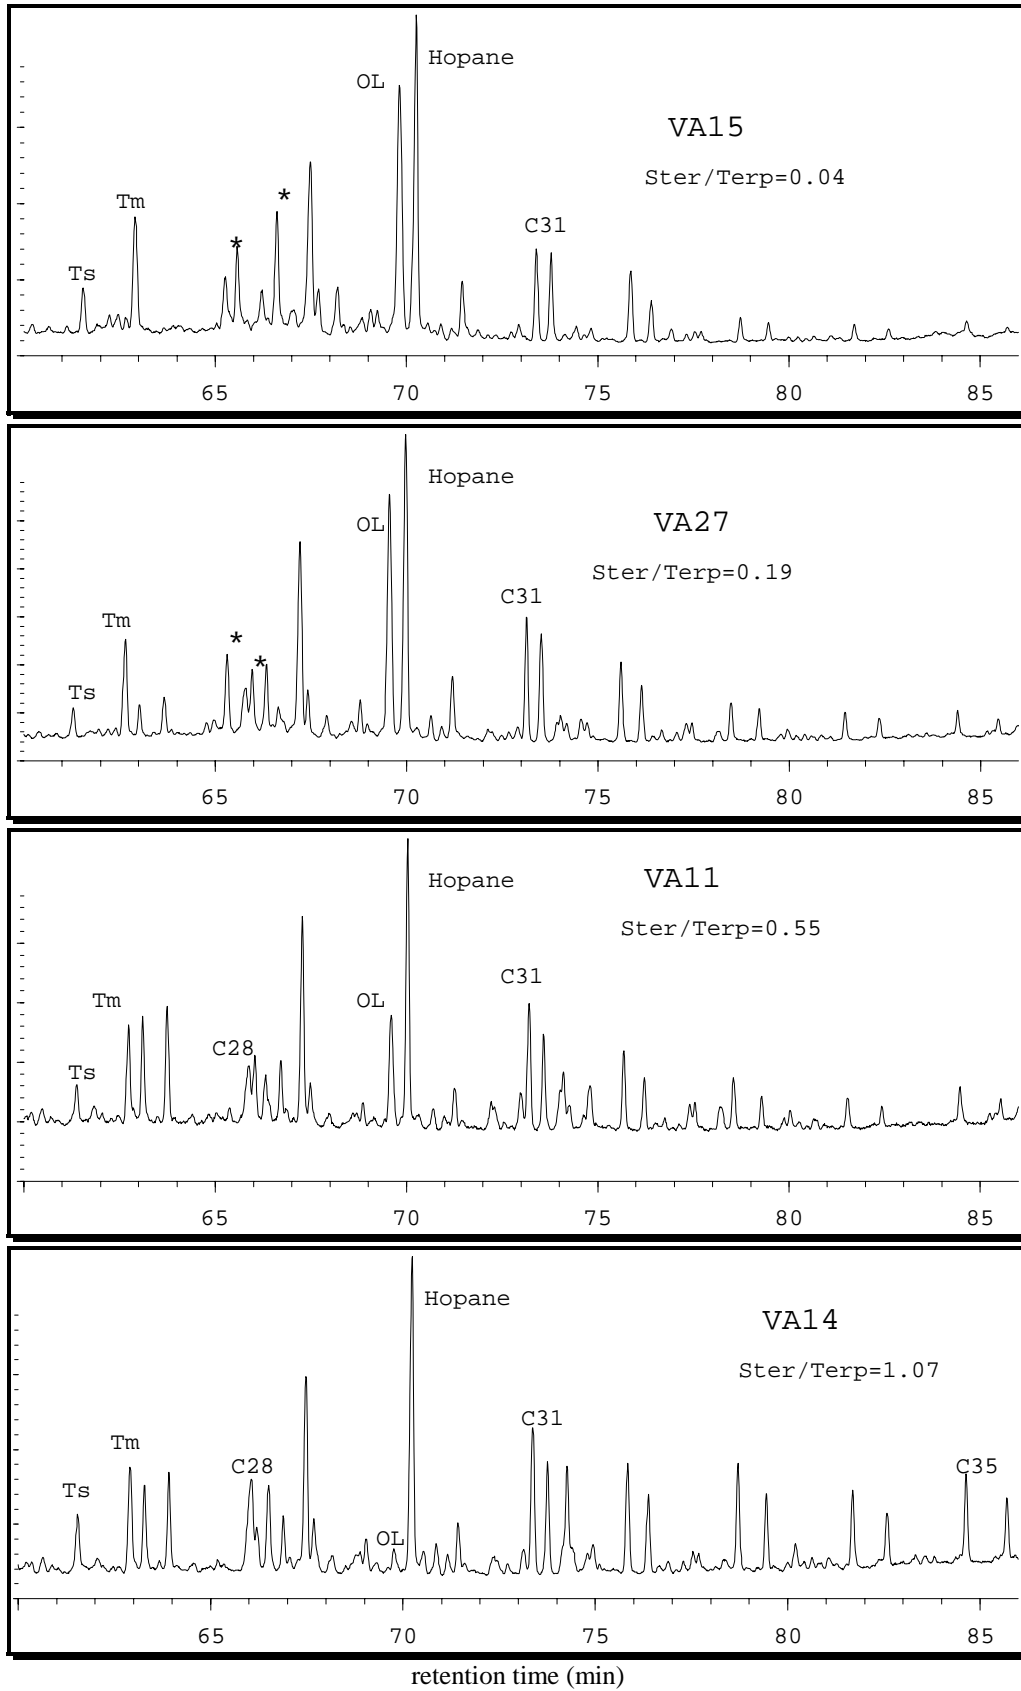 Hopane
OL
VA15
Ster/Terp=0.04
*
Tm
C31
*
Ts
65 70 75 80 85
Hopane
OL
VA27
Ster/Terp=0.19
C31
Tm
*
*
Ts
65 70 75 80 85
Hopane
VA11
Ster/Terp=0.55
C31
Tm
OL
C28
Ts
65 70 75 80 85
Hopane
VA14
Ster/Terp=1.07
C31
Tm
C28
C35
Ts
OL
65 70 75 80 85
retention time (min)